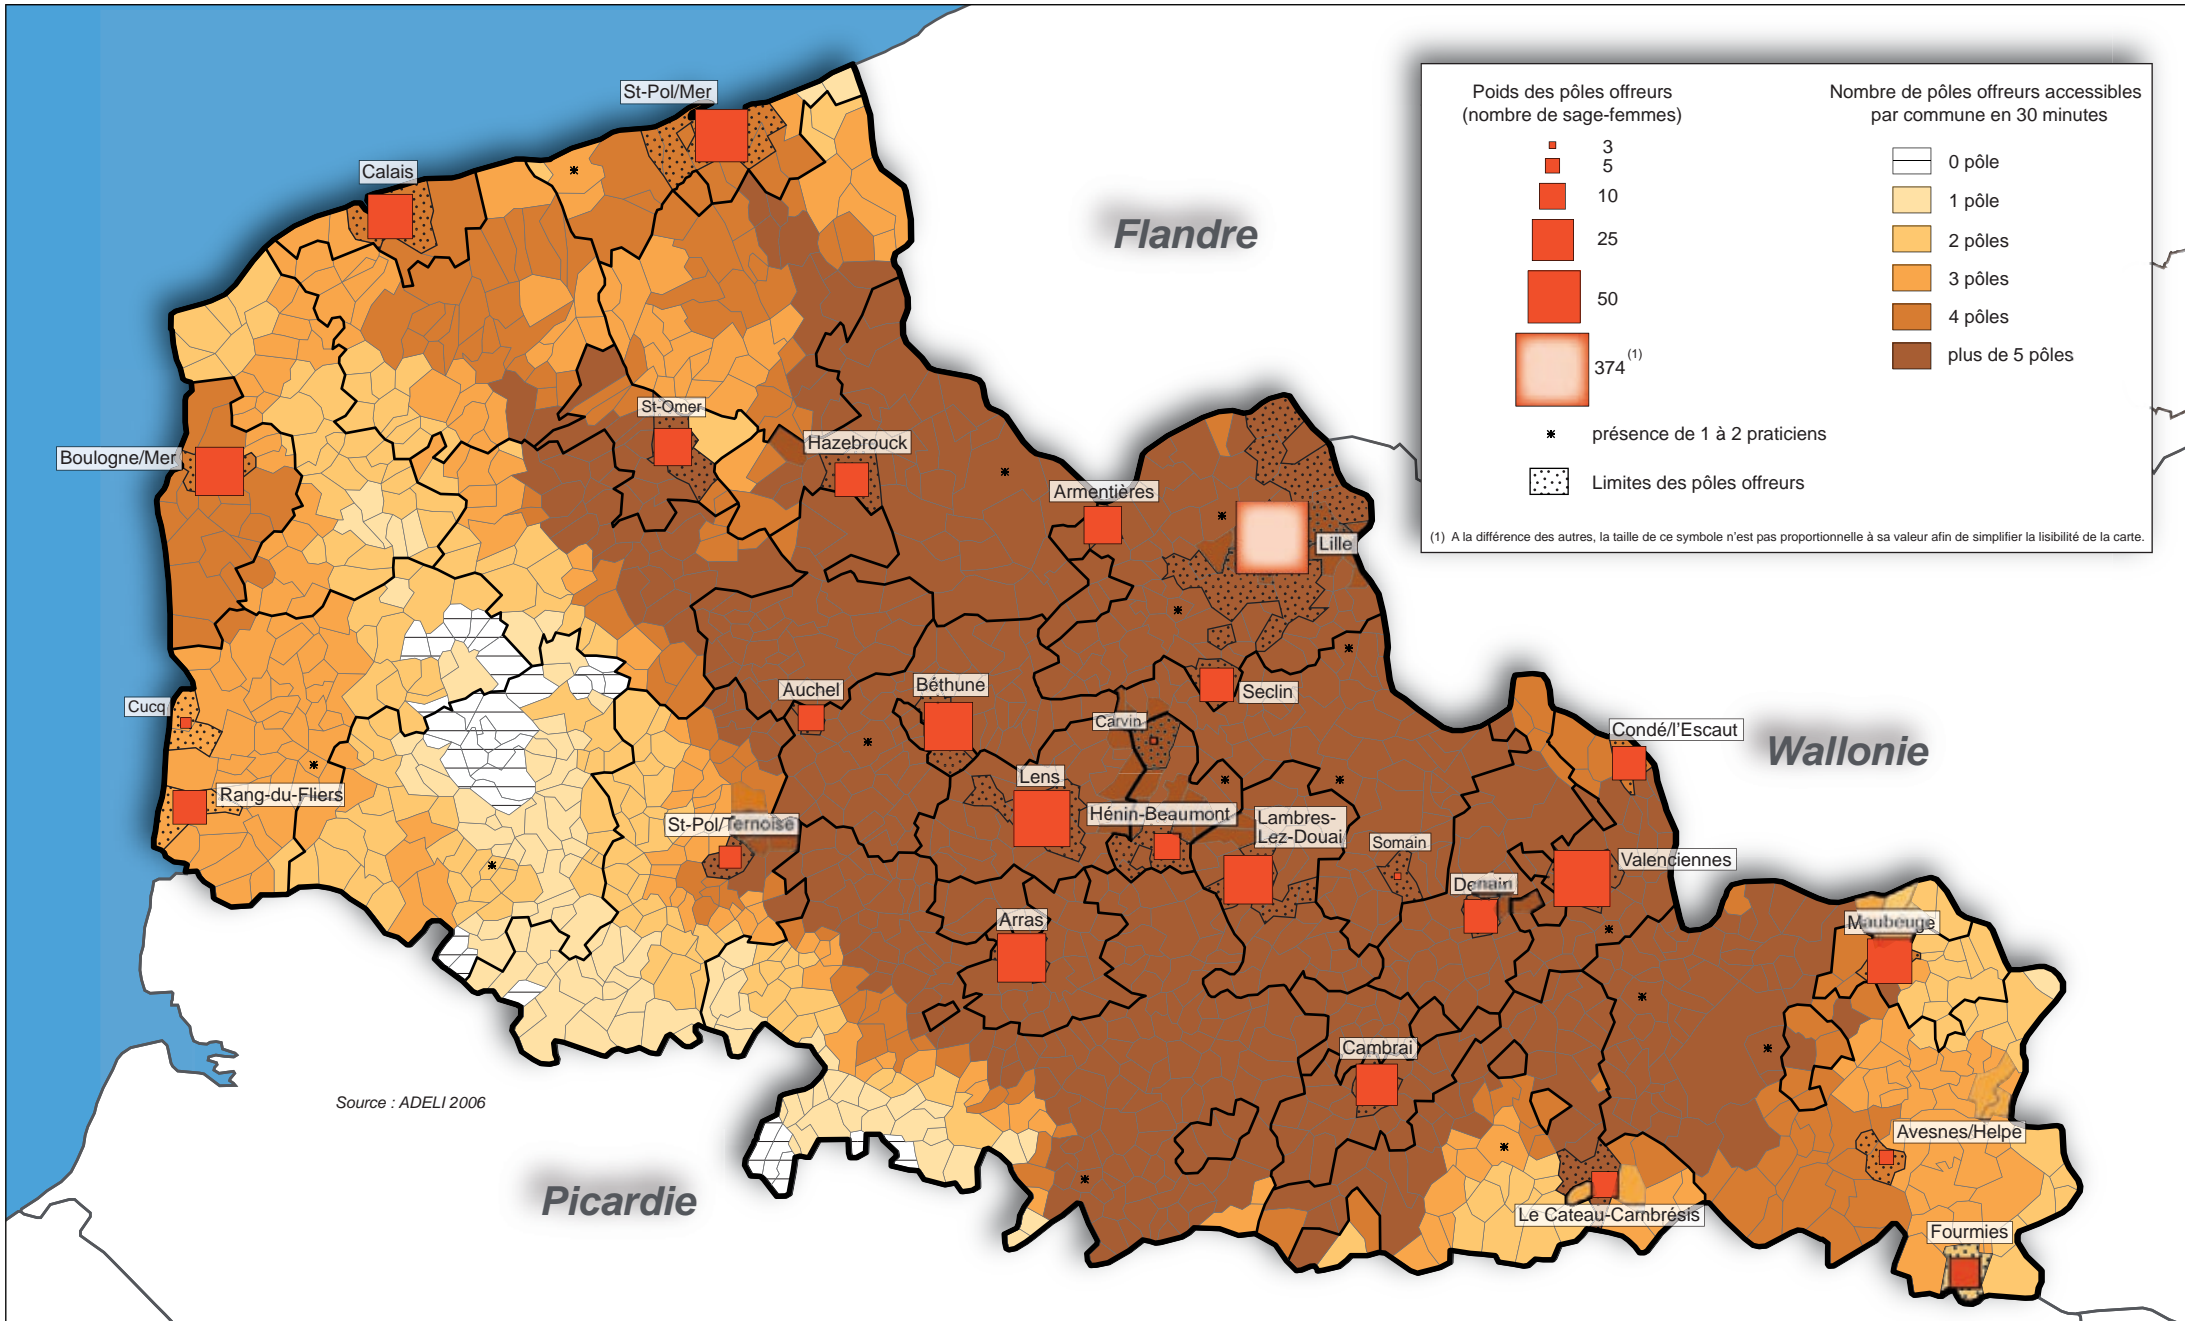 St-Pol/Mer
Calais
Flandre
Poids des pôles offreurs
(nombre de sage-femmes)
3
5
10
25
50
374 (1)
présence de 1 à 2 praticiens
Limites des pôles offreurs
Nombre de pôles offreurs accessibles
par commune en 30 minutes
0 pôle
1 pôle
2 pôles
3 pôles
4 pôles
plus de 5 pôles
(1) A la différence des autres, la taille de ce symbole n'est pas proportionnelle à sa valeur afin de simplifier la lisibilité de la carte.
St-Omer
Boulogne/Mer
Hazebrouck
Armentières
Lille
Auchel
Béthune
Seclin
Cucq
Carvin
Condé/l'Escaut
Wallonie
Rang-du-Fliers
Lens
St-Pol/Ternoise
Hénin-Beaumont
Lambres-
Lez-Douai
Somain
Valenciennes
Denain
Arras
Maubeuge
Cambrai
Source : ADELI 2006
Avesnes/Helpe
Picardie
Le Cateau-Cambrésis
Fourmies